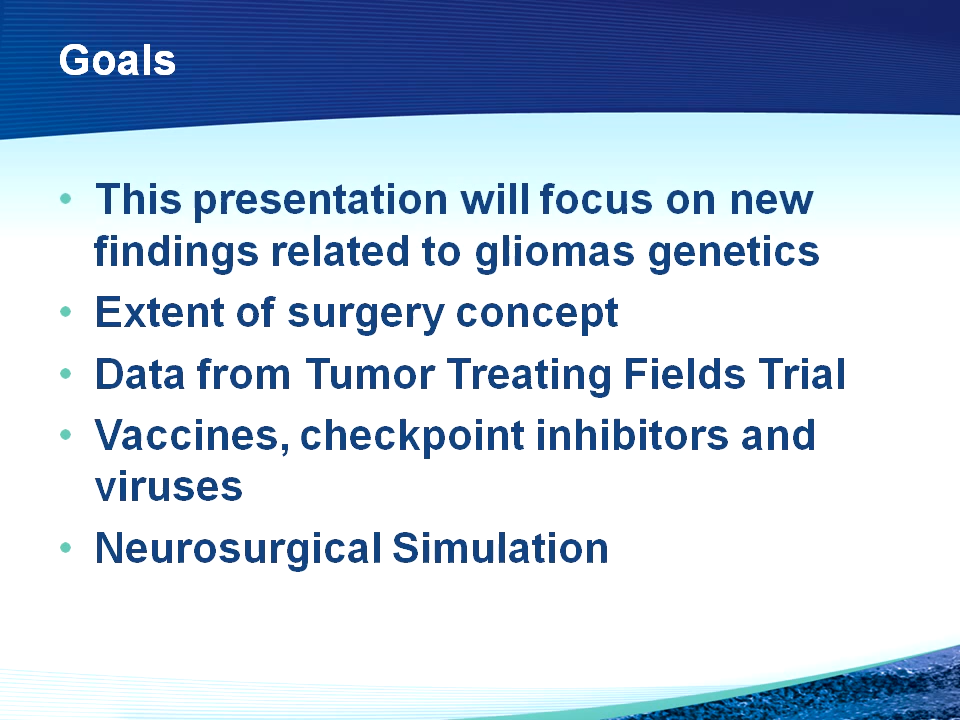 Goals
• This presentation will focus on new
findings related to gliomas genetics
• Extent of surgery concept
• Data from Tumor Treating Fields Trial
• Vaccines, checkpoint inhibitors and
viruses
• Neurosurgical Simulation